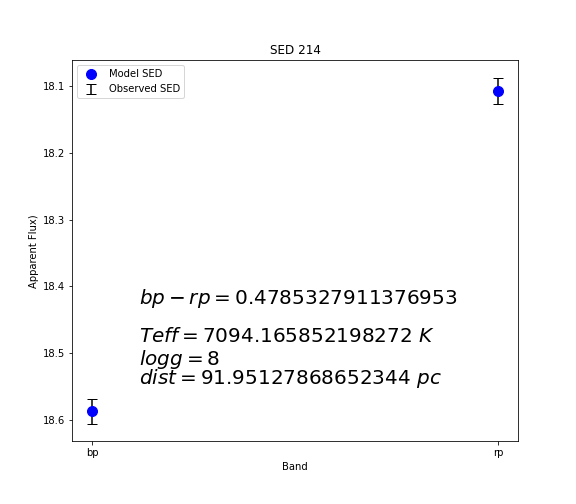 SED 214
Model SED
Observed SED
18.1
18.2
18.3
18.4
18.5
18.6
Apparent Flux)
bp − rp = 0.4785327911376953
Teff = 7094.165852198272 K
logg = 8
dist = 91.95127868652344 pc
bp
rp
Band